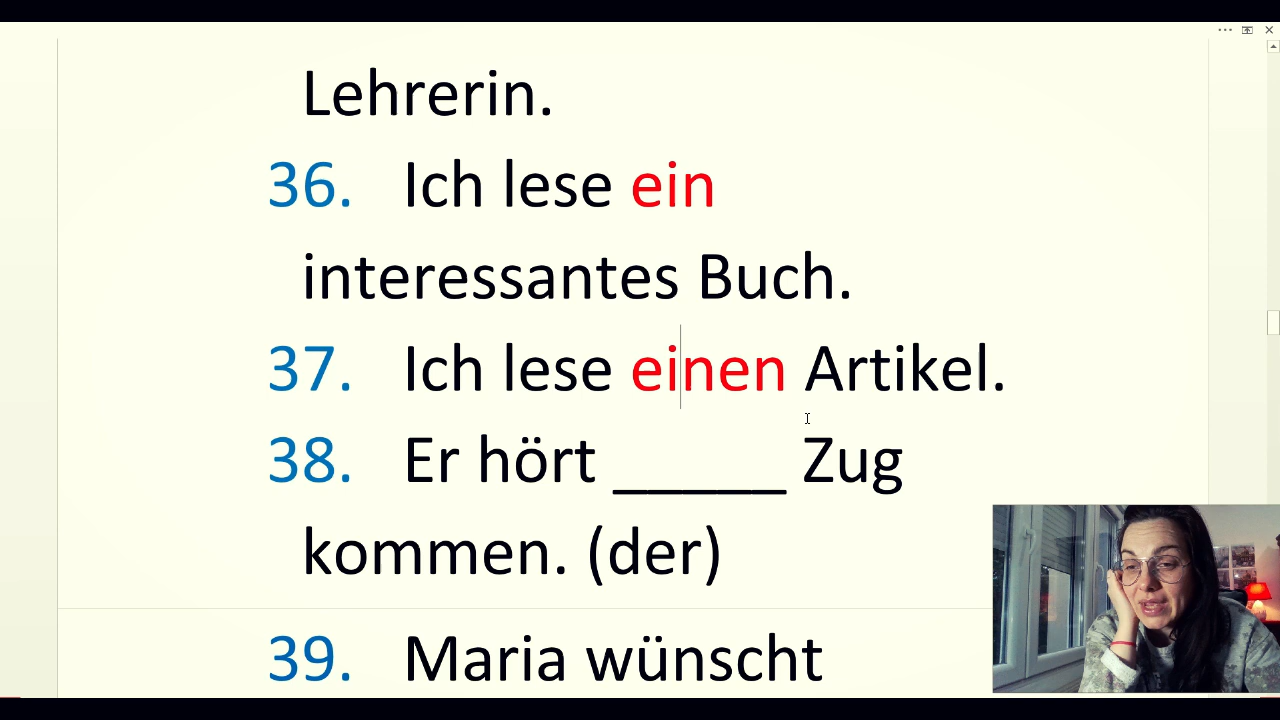 Lehrerin.
36. Ich lese ein
interessantes Buch.
37. Ich lese einen Artikel.
38. Er hört _____ Zug
kommen. (der)
39. Maria wünscht